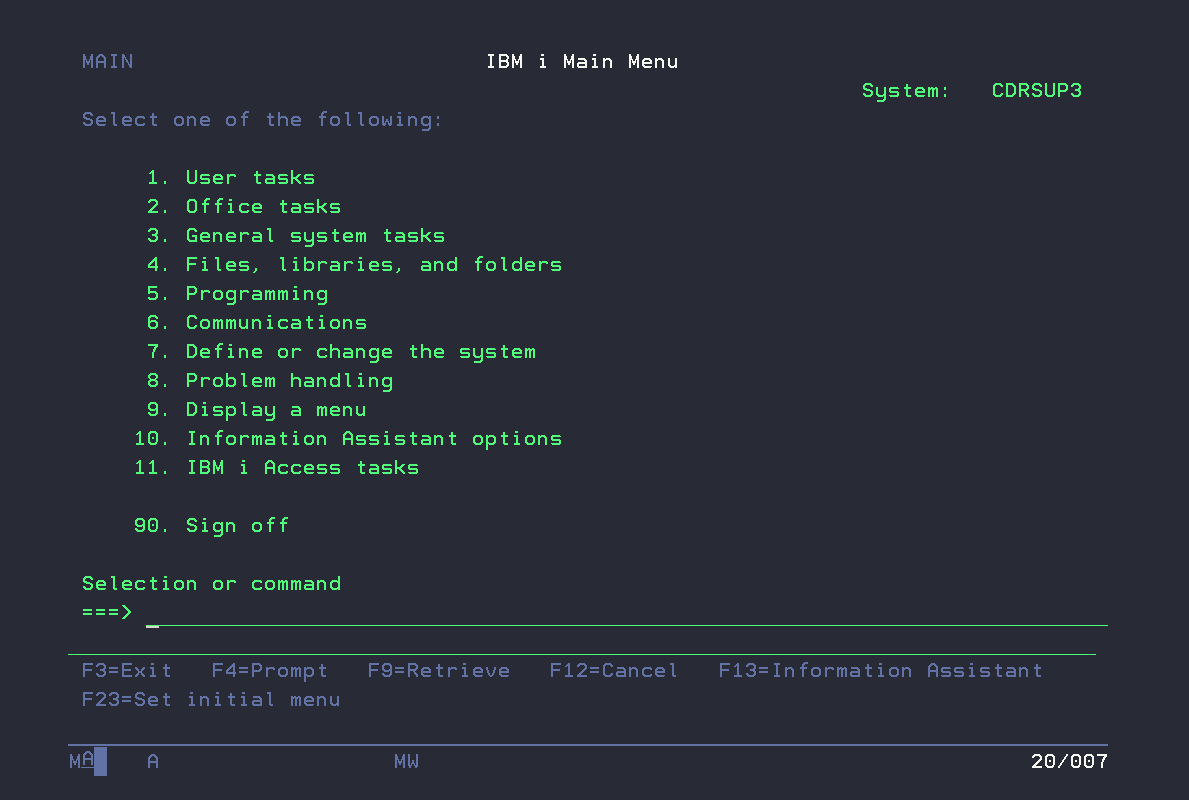 MAIN IBM i Main Menu
System: CDRSUP3
Select one of the following:
1. User tasks
2. Office tasks
3. General system tasks
4. Files, libraries, and folders
5. Programming
6. Communications
7. Define or change the system
8. Problem handling
9. Display a menu
10. Information Assistant options
11. IBM i Access tasks
90. Sign off
Selection or command
===>
F3=Exit F4=Prompt F9=Retrieve F12=Cancel F13=Information Assistant
F23=Set initial menu
MA A MW 20/007